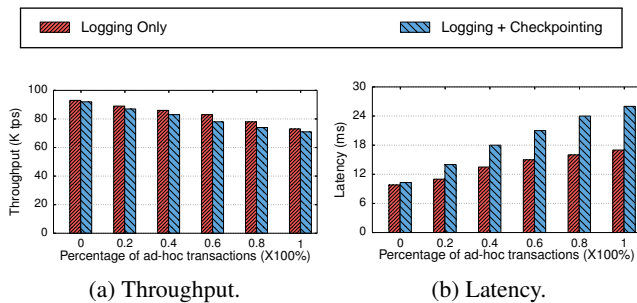 Logging Only
Logging + Checkpointing
Throughput (K tps)
100
80
60
40
20
0
0 0.2 0.4 0.6 0.8 1
Percentage of ad-hoc transactions (X100%)
(a) Throughput.
Latency (ms)
30
24
18
12
6
0
0 0.2 0.4 0.6 0.8 1
Percentage of ad-hoc transactions (X100%)
(b) Latency.